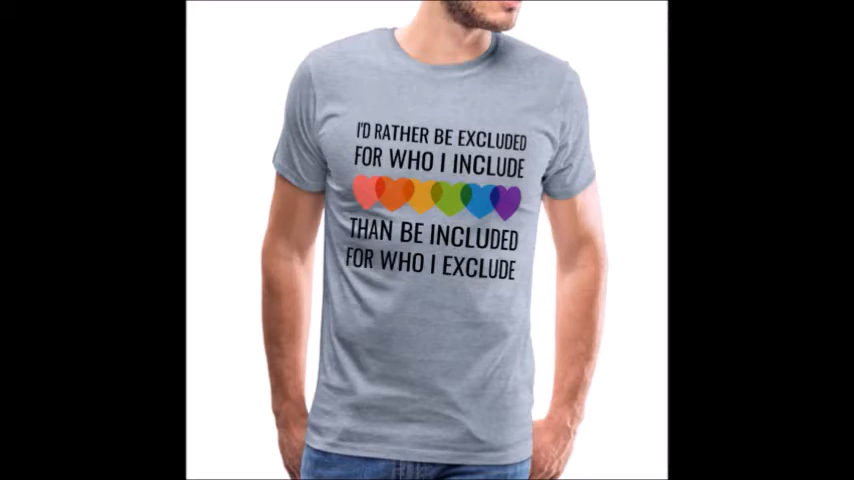 I'D RATHER BE EXCLUDED
FOR WHO I INCLUDE
THAN BE INCLUDED
FOR WHO I EXCLUDE